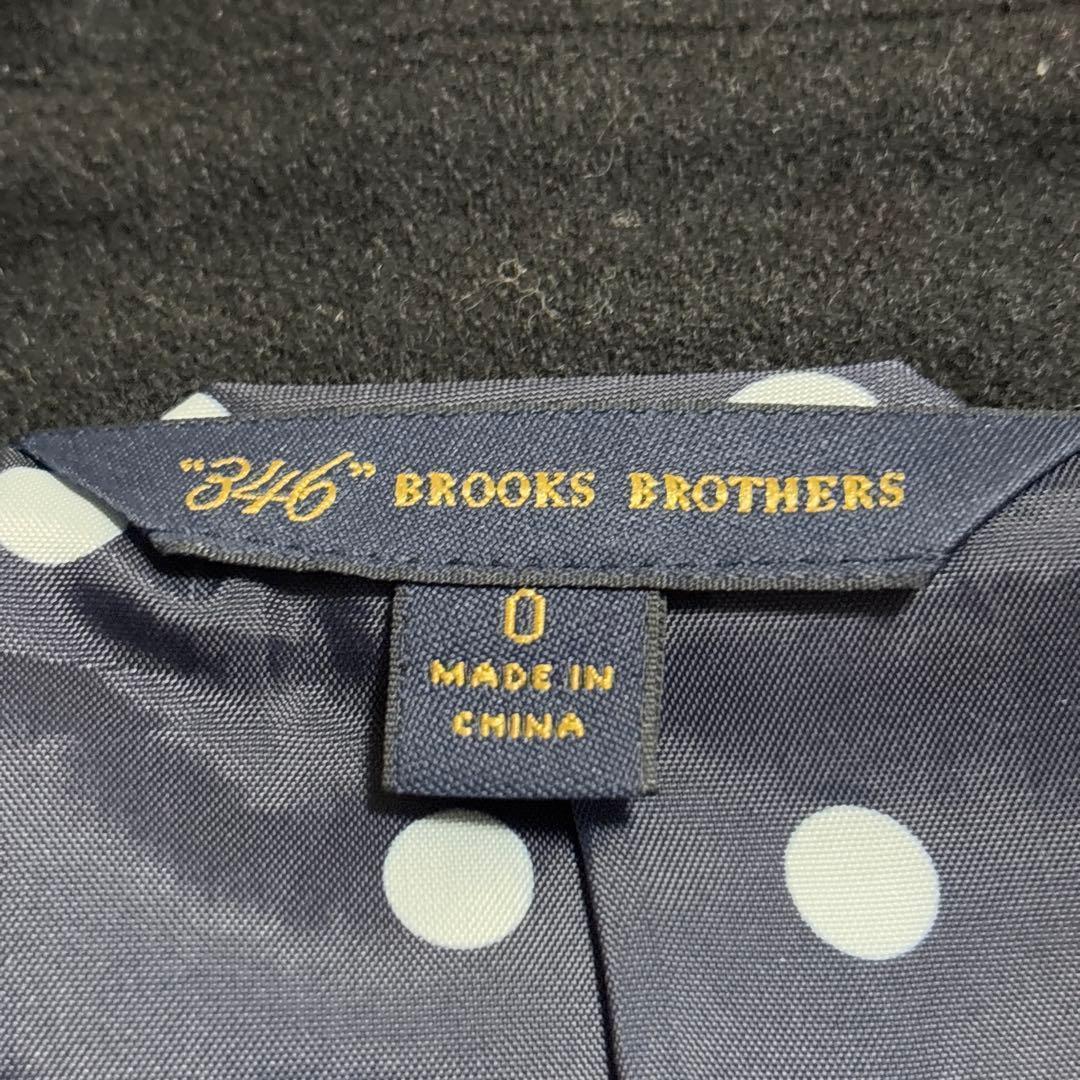 "346" BROOKS BROTHERS
0
MADE IN
CHINA